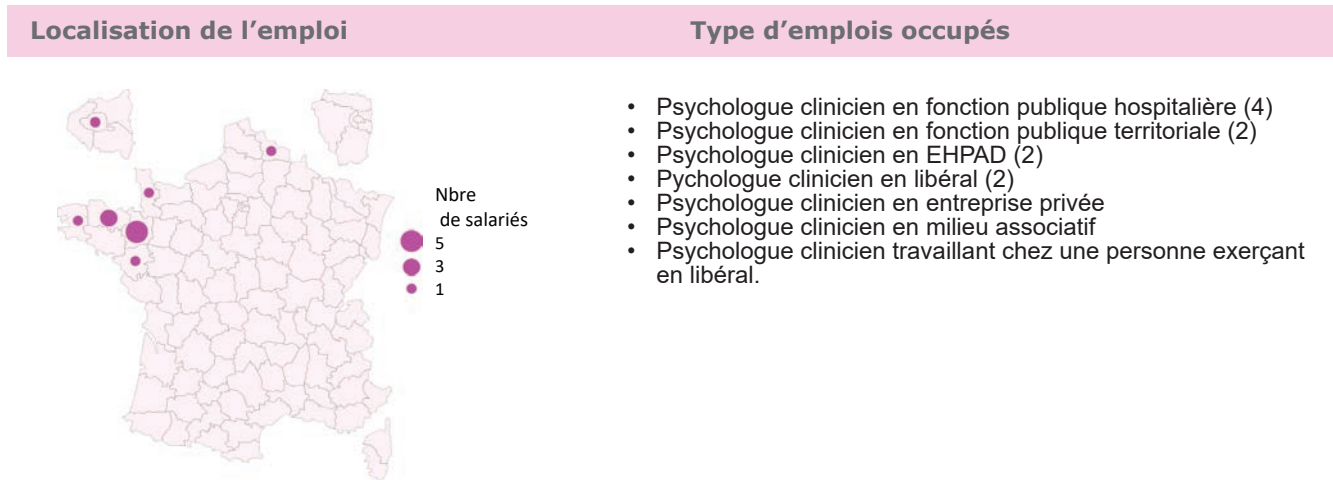 Localisation de l’emploi
Type d’emplois occupés
Nbre
de salariés
5
3
1
• Psychologue clinicien en fonction publique hospitalière (4)
• Psychologue clinicien en fonction publique territoriale (2)
• Psychologue clinicien en EHPAD (2)
• Pychologue clinicien en libéral (2)
• Psychologue clinicien en entreprise privée
• Psychologue clinicien en milieu associatif
• Psychologue clinicien travaillant chez une personne exerçant
en libéral.